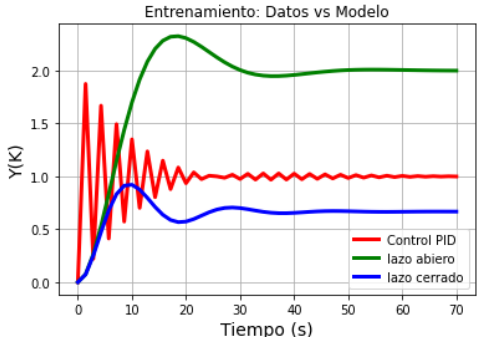 Entrenamiento: Datos vs Modelo
Y(K)
2.0
1.5
1.0
0.5
0.0
Control PID
lazo abiero
lazo cerrado
0 10 20 30 40 50 60 70
Tiempo (s)